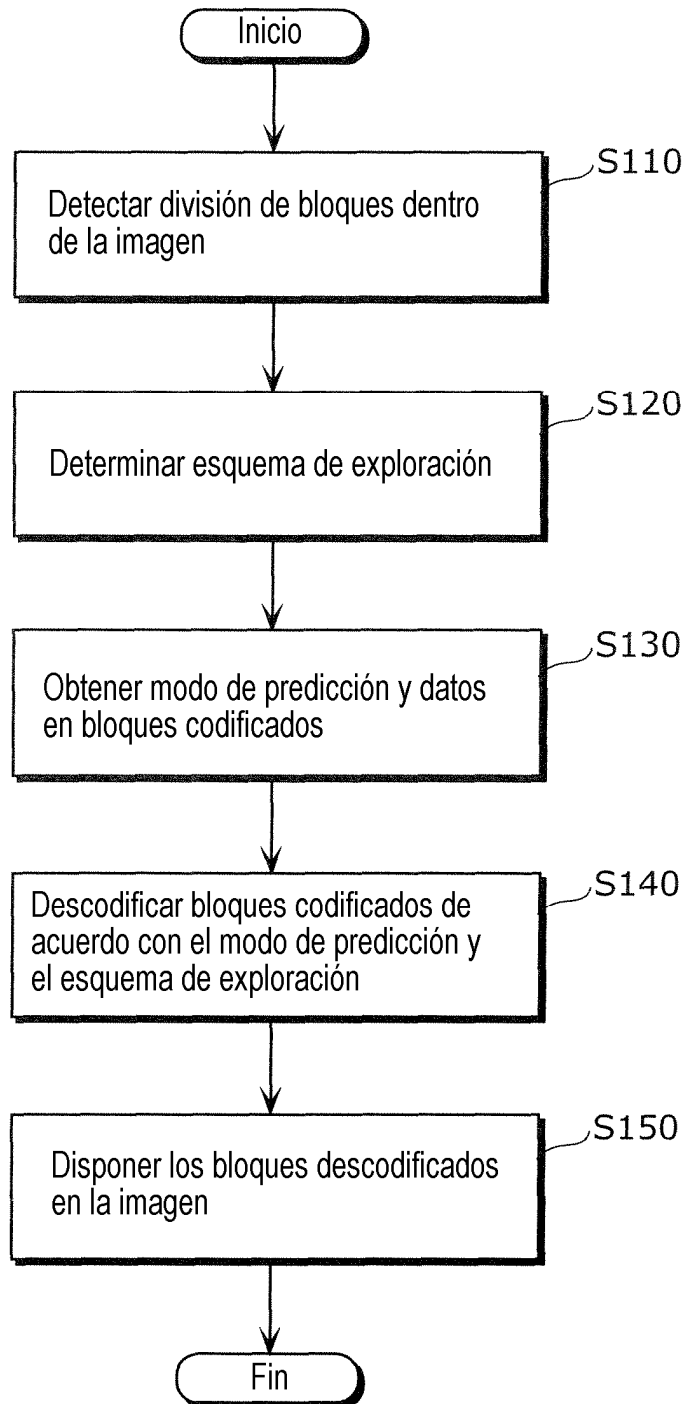 Inicio
S110
Detectar división de bloques dentro
de la imagen
S120
Determinar esquema de exploración
S130
Obtener modo de predicción y datos
en bloques codificados
S140
Descodificar bloques codificados de
acuerdo con el modo de predicción y
el esquema de exploración
S150
Disponer los bloques descodificados
en la imagen
Fin